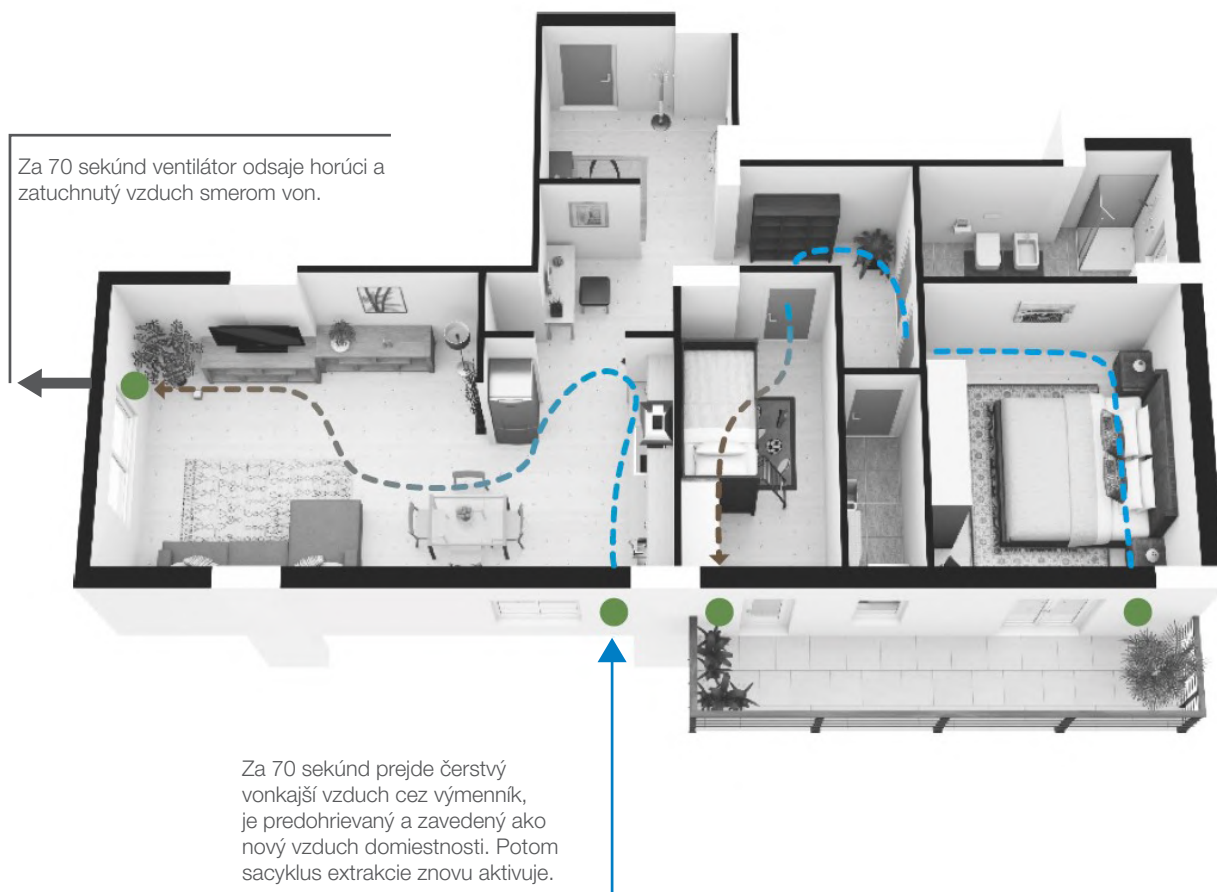 Za 70 sekúnd ventilátor odsaje horúci a
zatuchnutý vzduch smerom von.
Za 70 sekúnd prejde čerstvý
vonkajší vzduch cez výmenník,
je predohrievaný a zavedený ako
nový vzduch domiestnosti. Potom
sacyklus extrakcie znovu aktivuje.